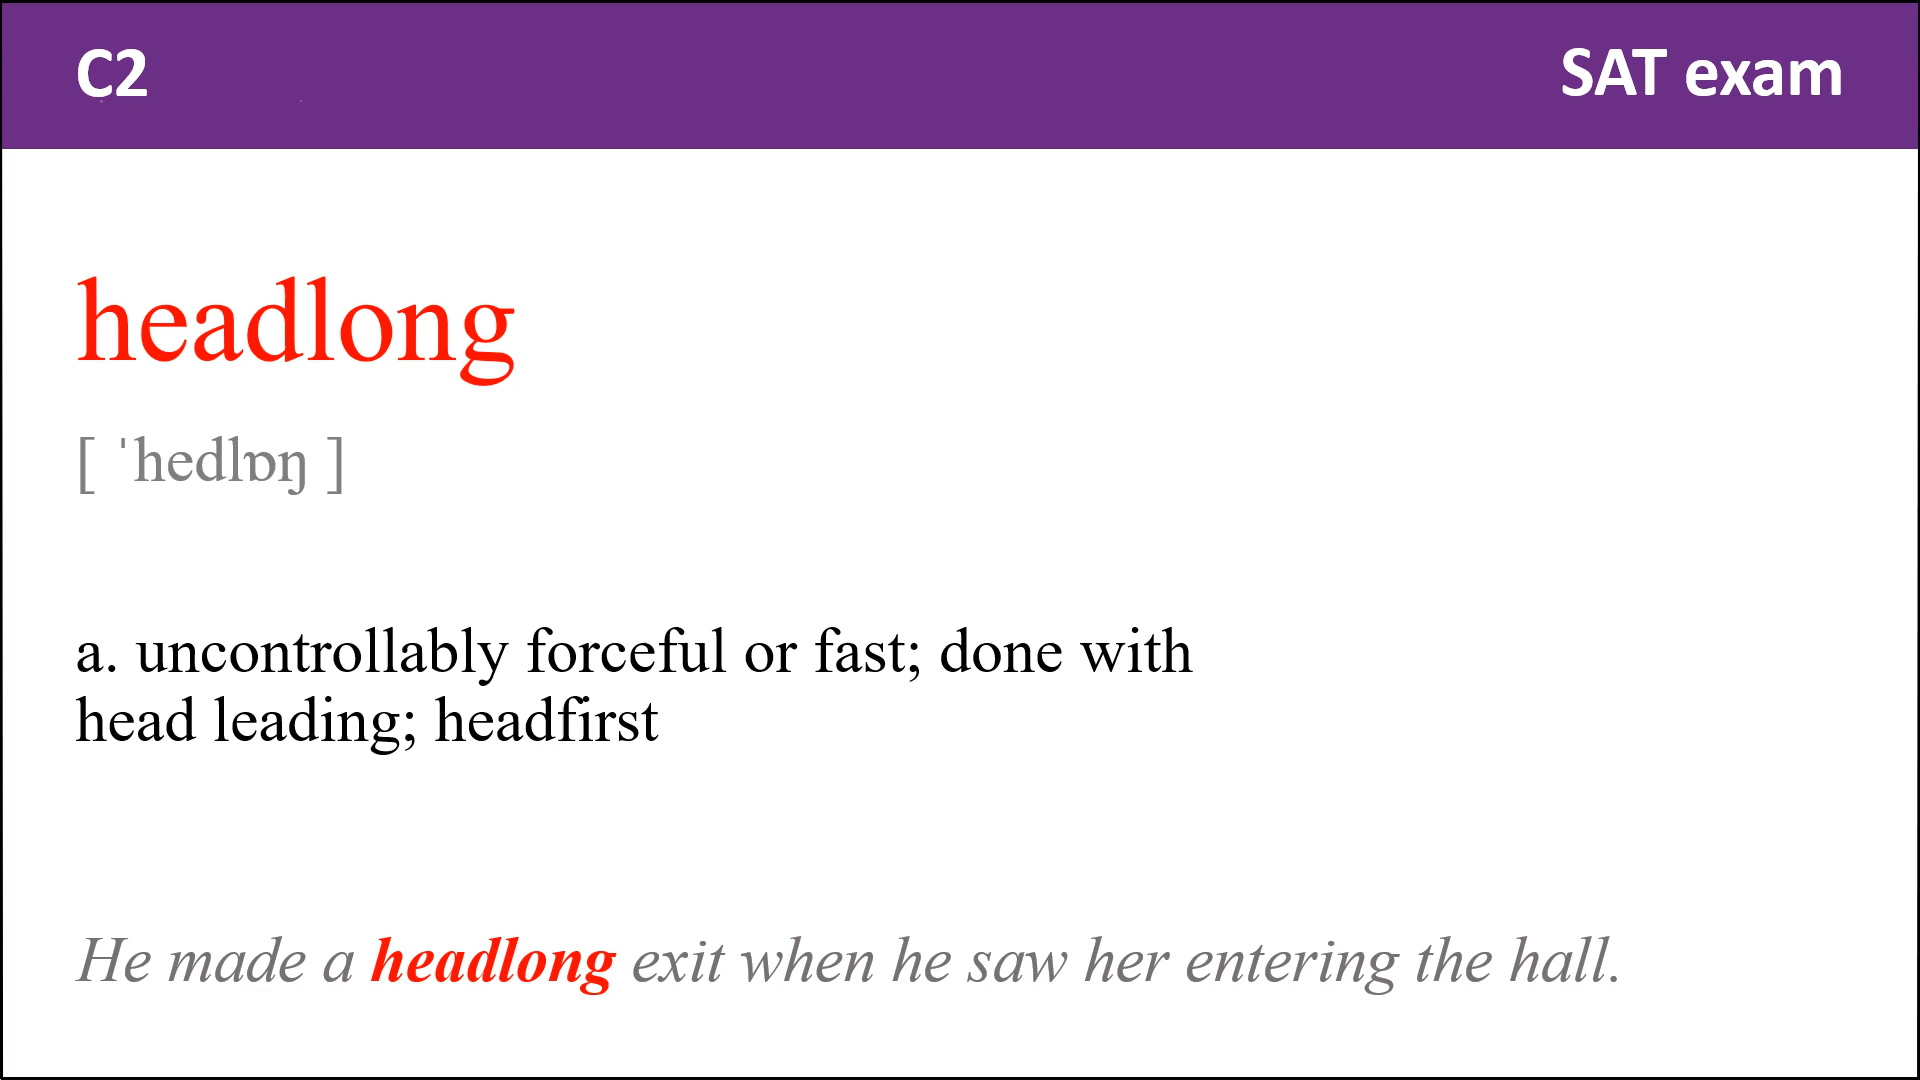 C2
SAT exam
headlong
[ ˈhedlɒŋ ]
a. uncontrollably forceful or fast; done with
head leading; headfirst
He made a headlong exit when he saw her entering the hall.